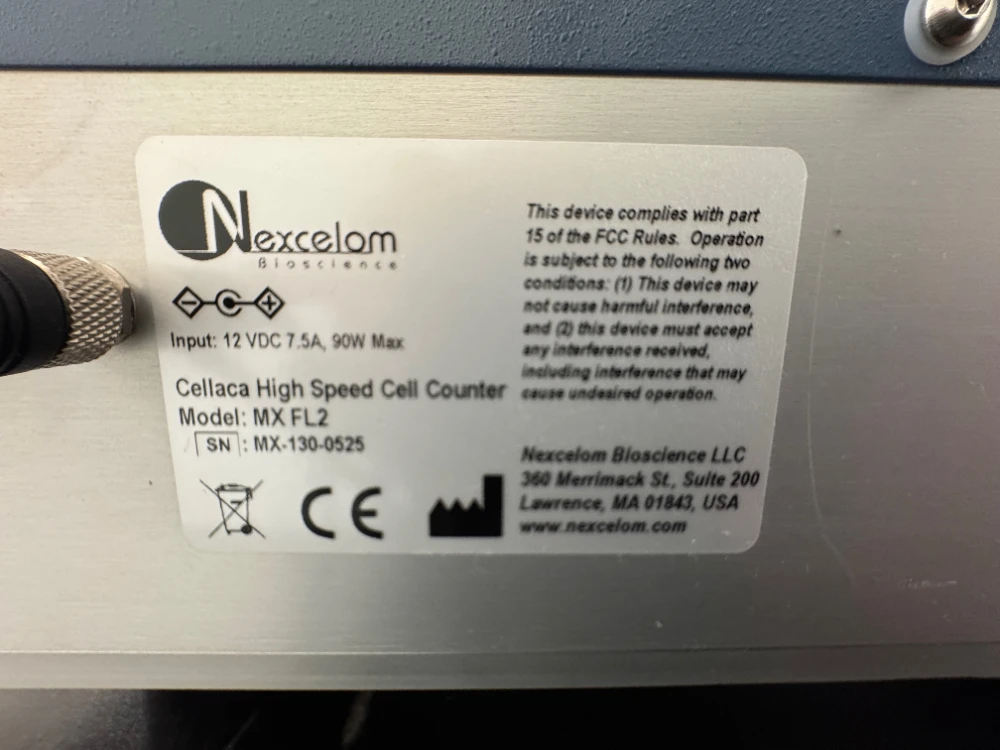 Nexcelom
Bioscience
Input: 12 VDC 7.5A, 90W Max
Cellaca High Speed Cell Counter
Model: MX FL2
SN : MX-130-0525
CE
This device complies with part
15 of the FCC Rules. Operation
is subject to the following two
conditions: (1) This device may
not cause harmful interference,
and (2) this device must accept
any interference received,
including interference that may
cause undesired operation.
Nexcelom Bioscience LLC
360 Merrimack St., Suite 200
Lawrence, MA 01843, USA
www.nexcelom.com